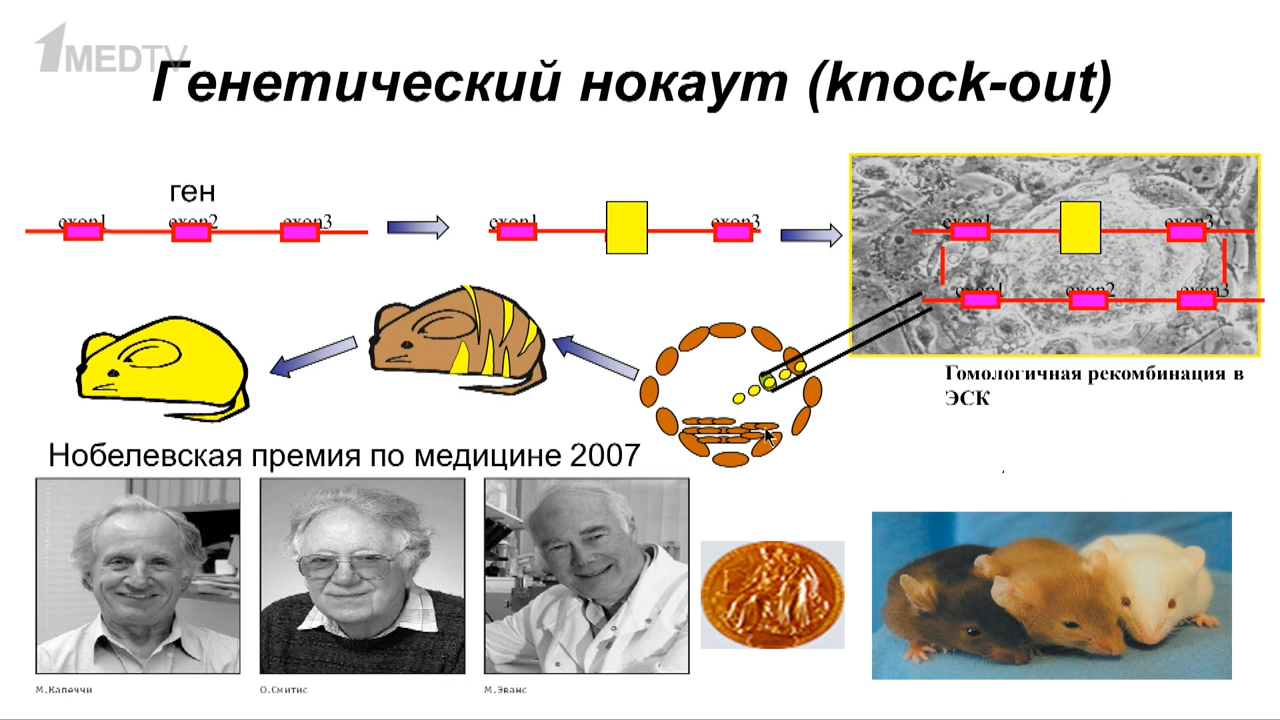 1MEDTV
Генетический нокаут (knock-out)
ген
exon1 exon2 exon3
exon1 exon3
exon1 exon3
exon1 exon2 exon3
Гомологичная рекомбинация в
ЭСК
Нобелевская премия по медицине 2007
М.Капеччи
О.Смитис
М.Эванс